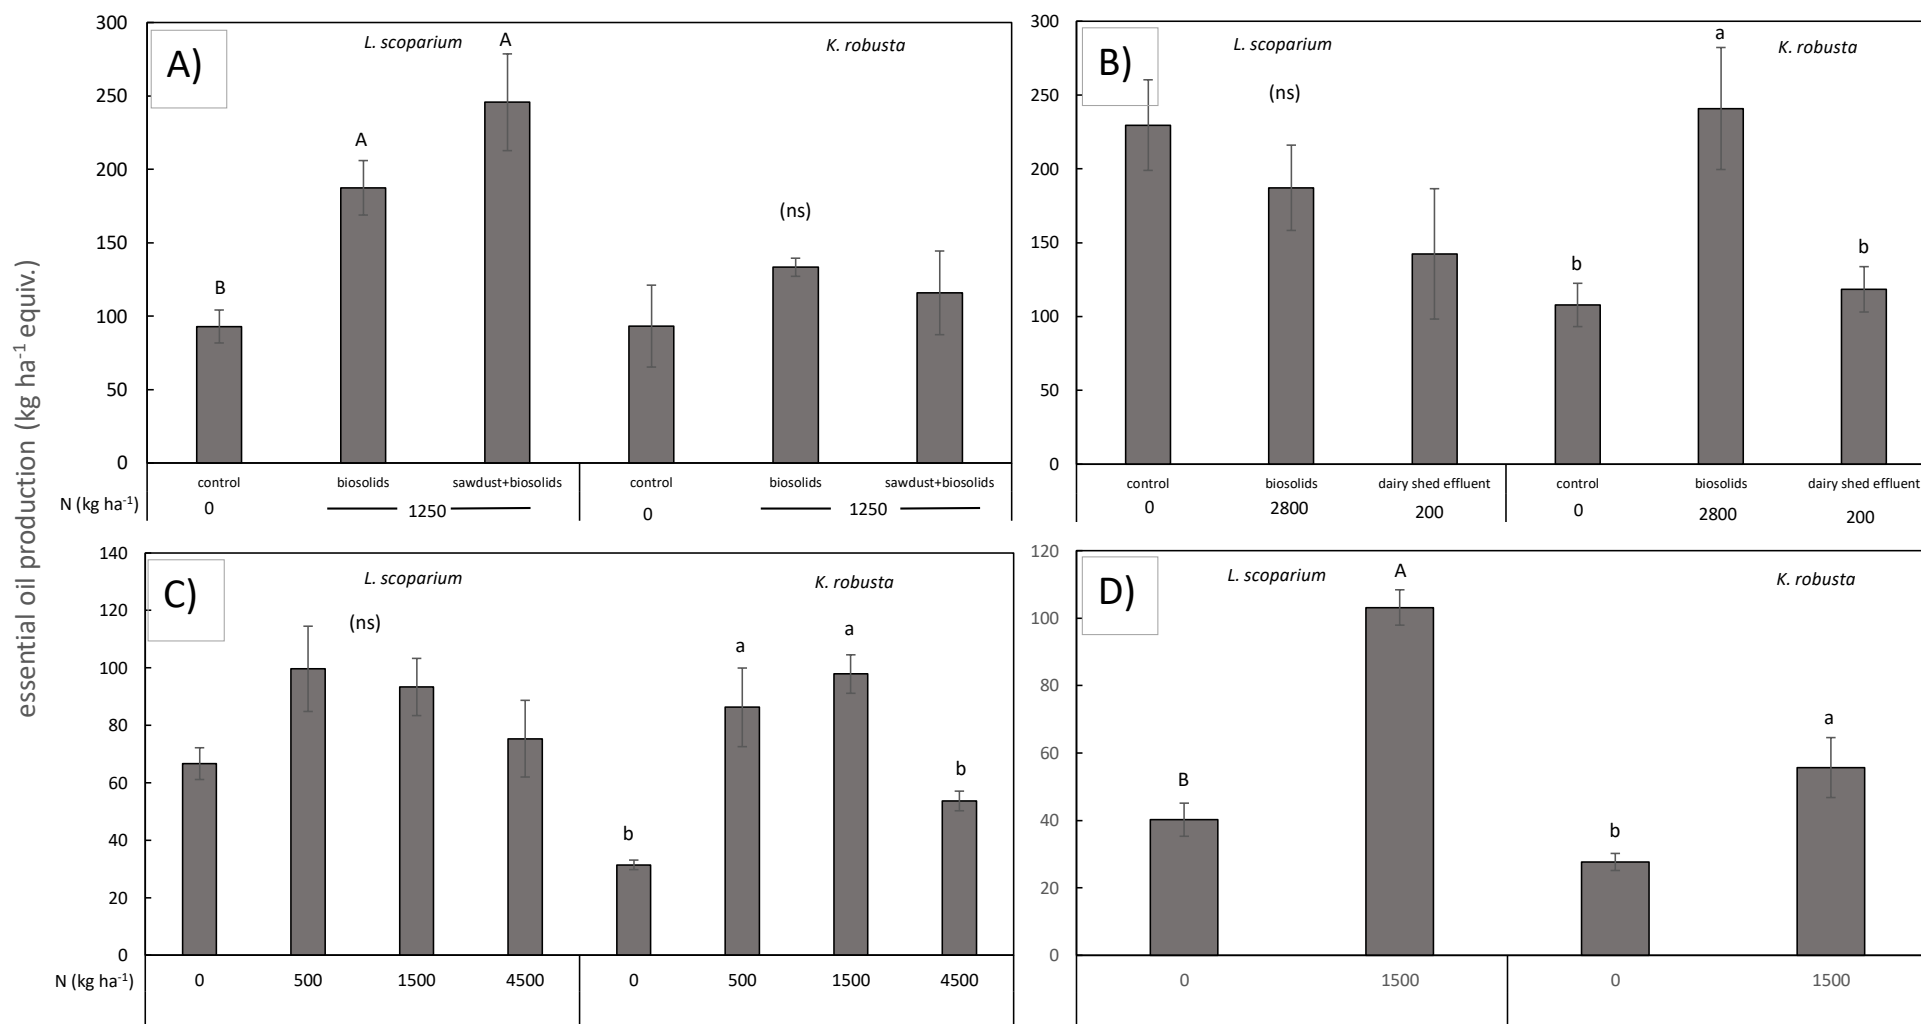 essential oil production (kg ha-1 equiv.)
A)
L. scoparium
K. robusta
300
250
200
150
100
50
0
B
A
A
(ns)
control
biosolids
sawdust+biosolids
control
biosolids
sawdust+biosolids
N (kg ha-1)
0
1250
0
1250
B)
L. scoparium
K. robusta
300
250
200
150
100
50
0
(ns)
b
a
b
control
biosolids
dairy shed effluent
control
biosolids
dairy shed effluent
0
2800
200
0
2800
200
C)
L. scoparium
K. robusta
140
120
100
80
60
40
20
0
(ns)
b
a
a
b
N (kg ha-1)
0
500
1500
4500
0
500
1500
4500
D)
L. scoparium
K. robusta
120
100
80
60
40
20
0
B
A
b
a
0
1500
0
1500